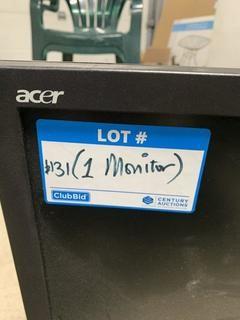 acer
LOT #
#131 (1 Monitor)
ClubBid
CENTURY
AUCTIONS